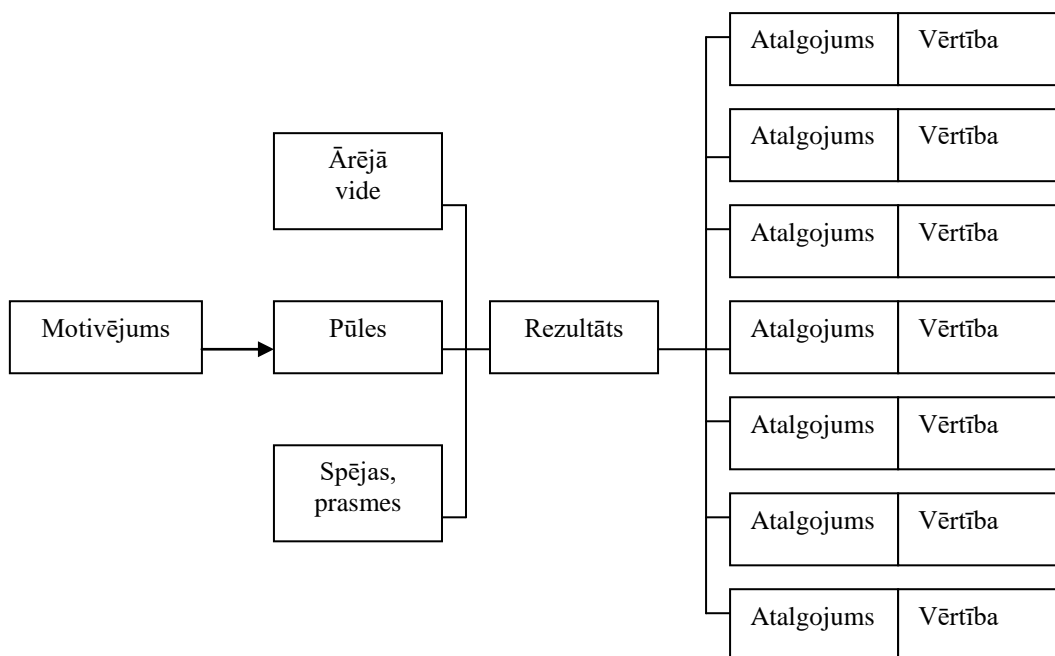 Atalgojums Vērtība
Atalgojums Vērtība
Ārējā
vide
Atalgojums Vērtība
Motivējums Pūles Rezultāts Atalgojums Vērtība
Atalgojums Vērtība
Spējas,
prasmes
Atalgojums Vērtība
Atalgojums Vērtība